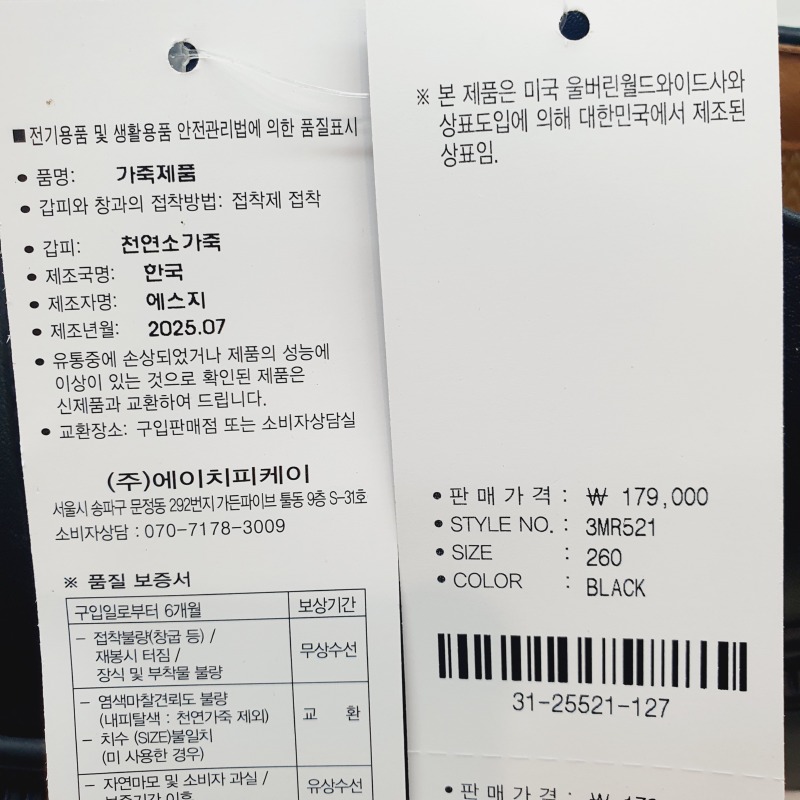 ■ 전기용품 및 생활용품 안전관리법에 의한 품질표시
• 품명: 가죽제품
• 갑피와 창과의 접착방법: 접착제 접착
• 갑피: 천연소가죽
• 제조국명: 한국
• 제조자명: 에스지
• 제조년월: 2025.07
• 유통중에 손상되었거나 제품의 성능에
이상이 있는 것으로 확인된 제품은
신제품과 교환하여 드립니다.
• 교환장소: 구입판매점 또는 소비자상담실
(주)에이치피케이
서울시 송파구 문정동 292번지 가든파이브 툴동 9층 S-31호
소비자상담 : 070-7178-3009
※ 품질 보증서
구입일로부터 6개월 보상기간
- 접착불량(창굽 등) /
재봉시 터짐 /
장식 및 부착물 불량
무상수선
- 염색마찰견뢰도 불량
(내피탈색 : 천연가죽 제외)
- 치수 (SIZE)불일치
(미 사용한 경우)
교 환
- 자연마모 및 소비자 과실 /
보증기간 이후
유상수선
※ 본 제품은 미국 울버린월드와이드사와
상표도입에 의해 대한민국에서 제조된
상표임.
• 판매가격 : ₩ 179,000
• STYLE NO. : 3MR521
• SIZE : 260
• COLOR : BLACK
31-25521-127
• 판매가격 : ₩